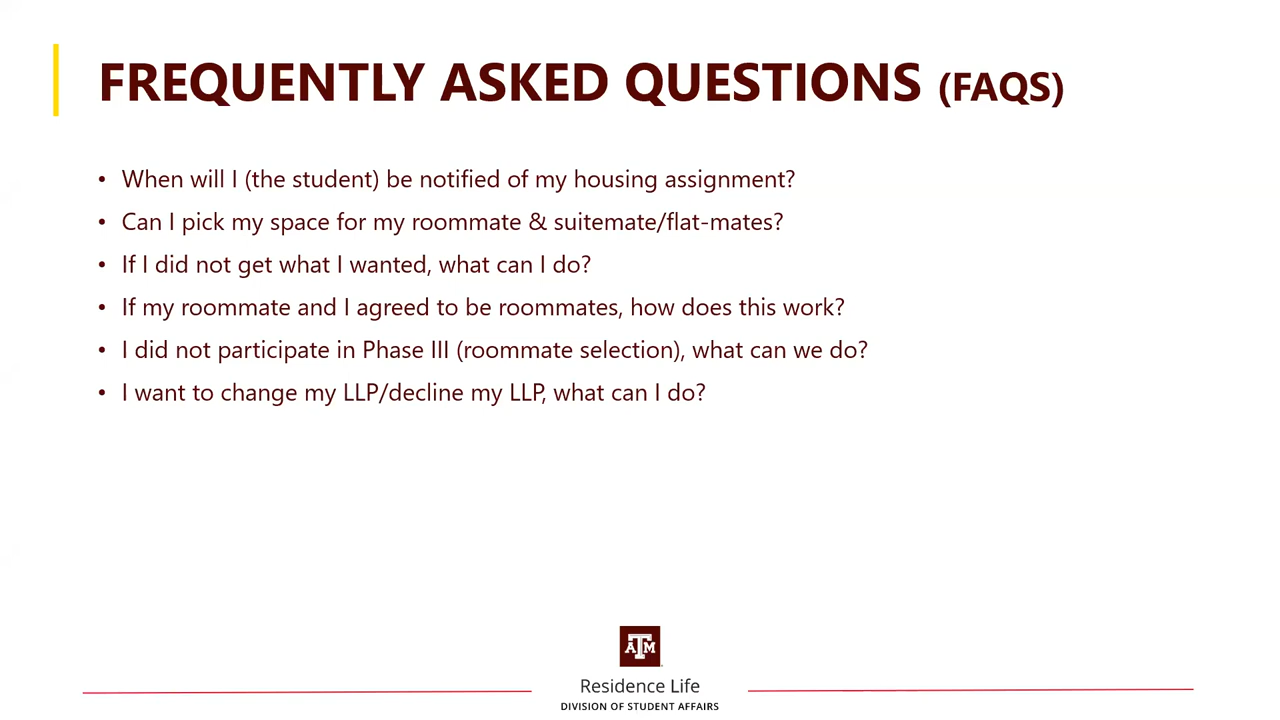 FREQUENTLY ASKED QUESTIONS (FAQS)
• When will I (the student) be notified of my housing assignment?
• Can I pick my space for my roommate & suitemate/flat-mates?
• If I did not get what I wanted, what can I do?
• If my roommate and I agreed to be roommates, how does this work?
• I did not participate in Phase III (roommate selection), what can we do?
• I want to change my LLP/decline my LLP, what can I do?
ATM
Residence Life
DIVISION OF STUDENT AFFAIRS